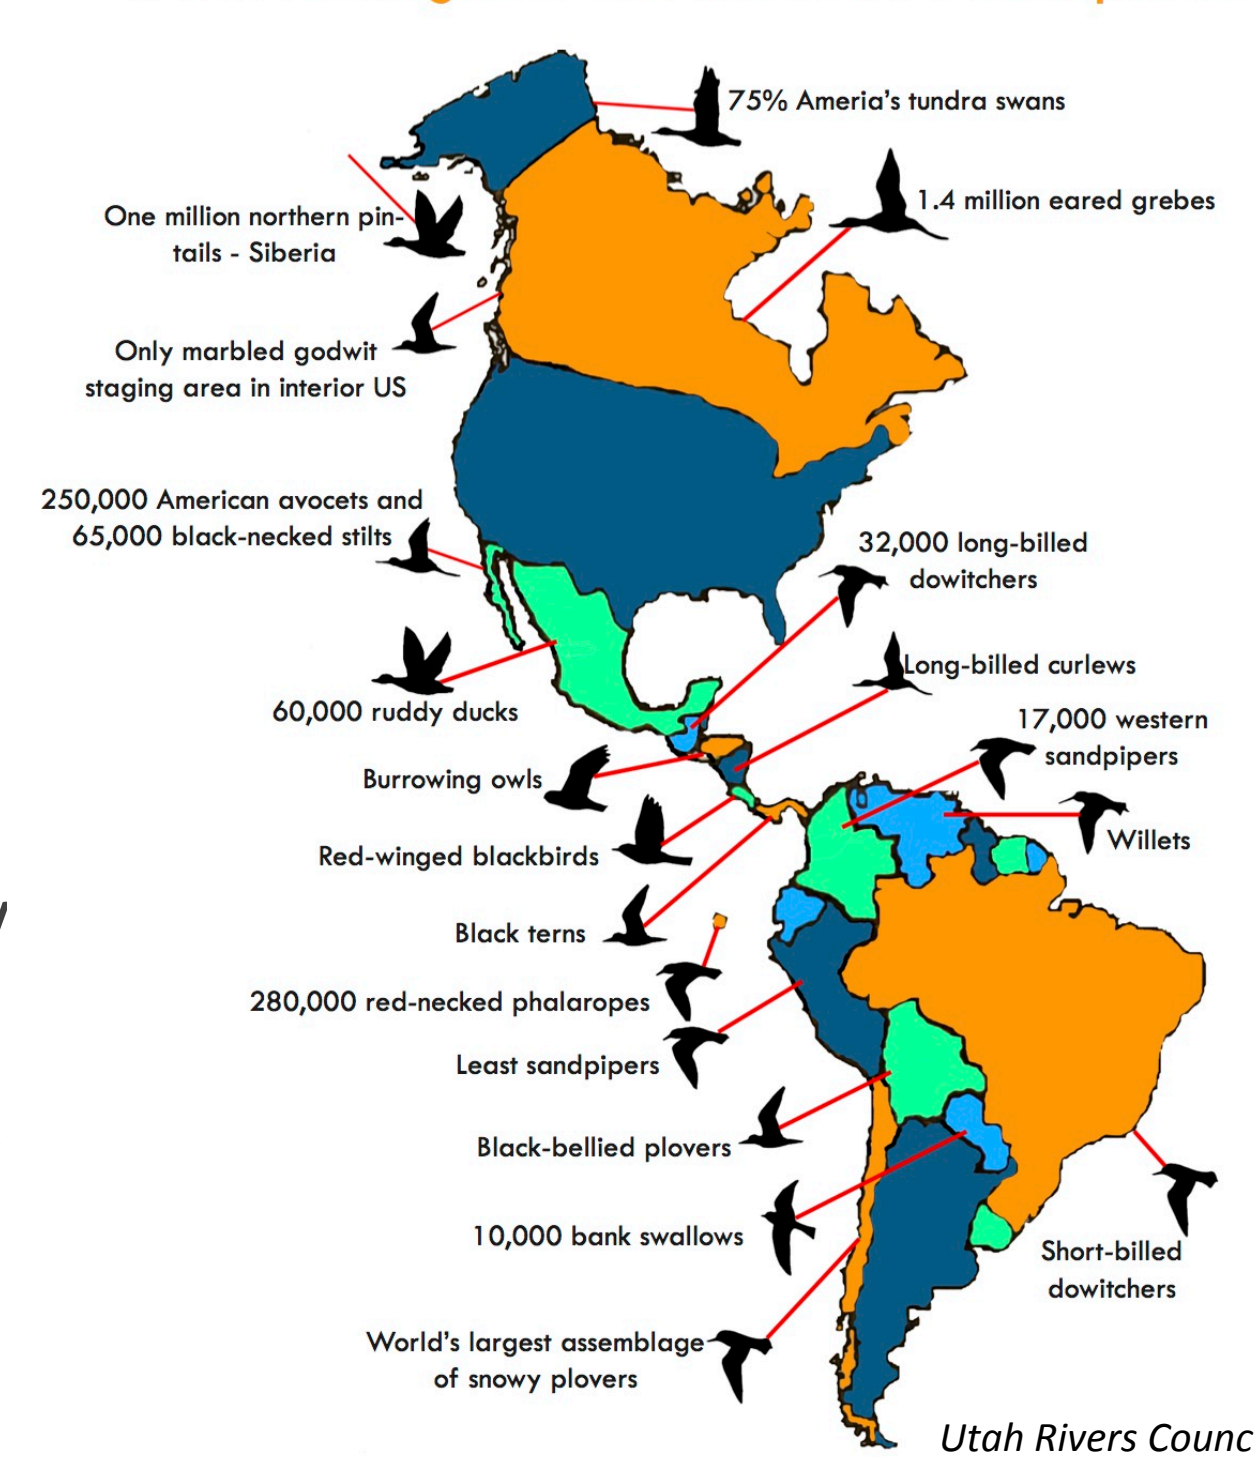 75% Ameria's tundra swans
1.4 million eared grebes
One million northern pin-
tails - Siberia
Only marbled godwit
staging area in interior US
250,000 American avocets and
65,000 black-necked stilts
32,000 long-billed
dowitchers
Long-billed curlews
60,000 ruddy ducks
17,000 western
sandpipers
Burrowing owls
Willets
Red-winged blackbirds
Black terns
280,000 red-necked phalaropes
Least sandpipers
Black-bellied plovers
10,000 bank swallows
Short-billed
dowitchers
World's largest assemblage
of snowy plovers
Utah Rivers Counc